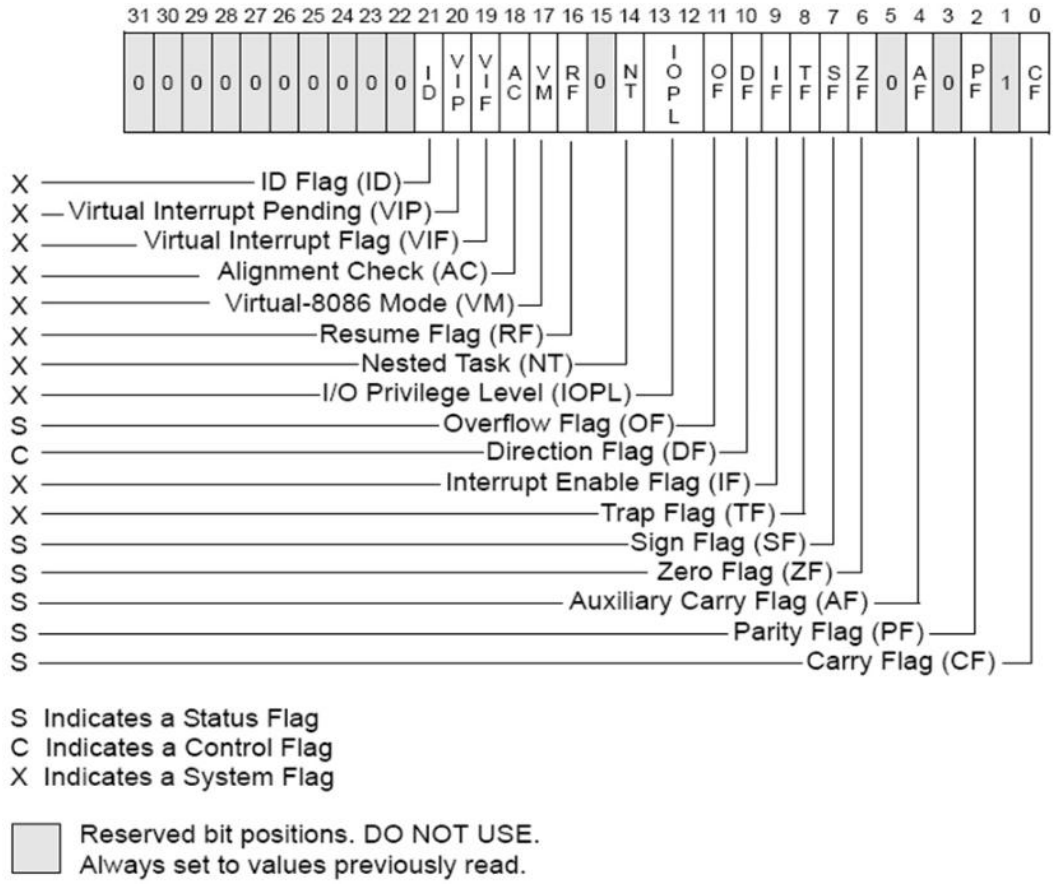 31 30 29 28 27 26 25 24 23 22 21 20 19 18 17 16 15 14 13 12 11 10 9 8 7 6 5 4 3 2 1 0
0 0 0 0 0 0 0 0 0 0 ID VIP VIF AC VM RF 0 NT IOPL OF DF IF TF SF ZF 0 AF 0 PF 1 CF
X ID Flag (ID)
X Virtual Interrupt Pending (VIP)
X Virtual Interrupt Flag (VIF)
X Alignment Check (AC)
X Virtual-8086 Mode (VM)
X Resume Flag (RF)
X Nested Task (NT)
X I/O Privilege Level (IOPL)
S Overflow Flag (OF)
C Direction Flag (DF)
X Interrupt Enable Flag (IF)
X Trap Flag (TF)
S Sign Flag (SF)
S Zero Flag (ZF)
S Auxiliary Carry Flag (AF)
S Parity Flag (PF)
S Carry Flag (CF)
S Indicates a Status Flag
C Indicates a Control Flag
X Indicates a System Flag
Reserved bit positions. DO NOT USE.
Always set to values previously read.